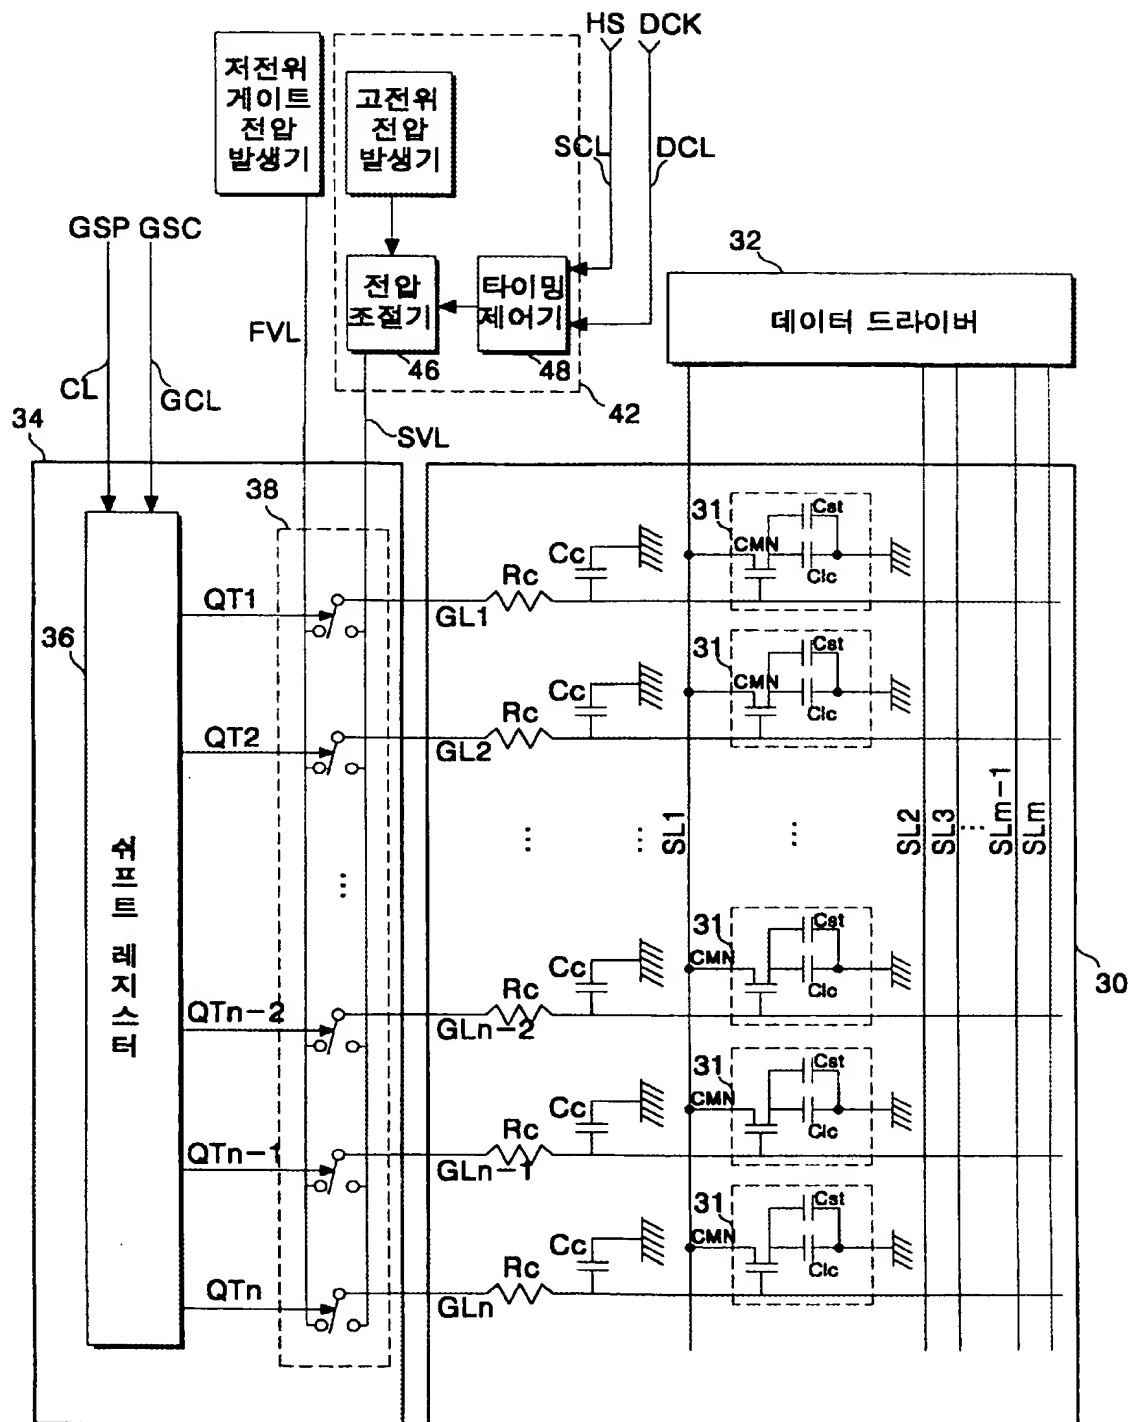 HS DCK
저전위
게이트
전압
발생기
고전위
전압
발생기
SCL
DCL
GSP GSC
전압
조절기
타이밍
제어기
32
데이터 드라이버
FVL
46
48
42
CL
GCL
SVL
34
38
36
쉬프트 레지스터
QT1
GL1
Rc
Cc
31
CMN
Cst
Clc
QT2
GL2
Rc
Cc
31
CMN
Cst
Clc
...
...
...
SL1
...
SL2
SL3
...
SLm-1
SLm
30
QTn-2
GLn-2
Rc
Cc
31
CMN
Cst
Clc
QTn-1
GLn-1
Rc
Cc
31
CMN
Cst
Clc
QTn
GLn
Rc
Cc
31
CMN
Cst
Clc